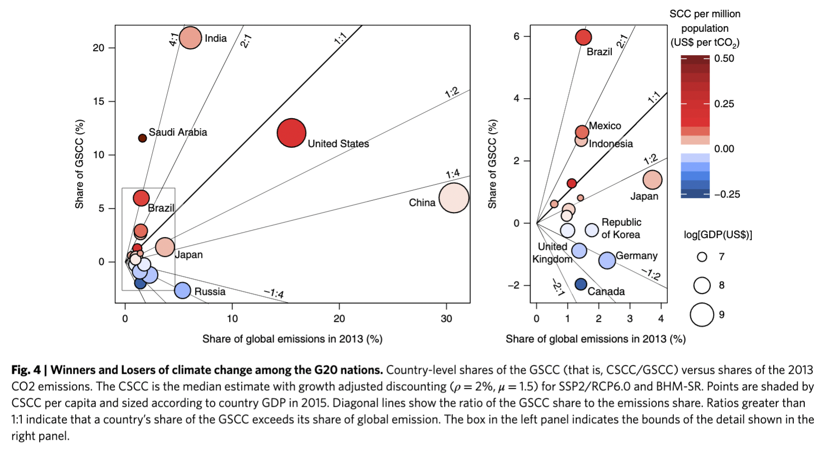 4:1
2:1
1:1
1:2
1:4
−1:4
20
15
10
5
0
India
Saudi Arabia
United States
Brazil
China
Japan
Russia
Share of GSCC (%)
0
10
20
30
Share of global emissions in 2013 (%)
2:1
1:1
1:2
−1:2
−2:1
6
4
2
0
−2
Brazil
Mexico
Indonesia
Japan
Republic
of Korea
United
Kingdom
Germany
Canada
Share of GSCC (%)
0
1
2
3
4
Share of global emissions in 2013 (%)
SCC per million
population
(US$ per tCO₂)
0.50
0.25
0.00
−0.25
log[GDP(US$)]
7
8
9
Fig. 4 | Winners and Losers of climate change among the G20 nations. Country-level shares of the GSCC (that is, CSCC/GSCC) versus shares of the 2013
CO2 emissions. The CSCC is the median estimate with growth adjusted discounting (ρ = 2%, μ = 1.5) for SSP2/RCP6.0 and BHM-SR. Points are shaded by
CSCC per capita and sized according to country GDP in 2015. Diagonal lines show the ratio of the GSCC share to the emissions share. Ratios greater than
1:1 indicate that a country's share of the GSCC exceeds its share of global emission. The box in the left panel indicates the bounds of the detail shown in the
right panel.